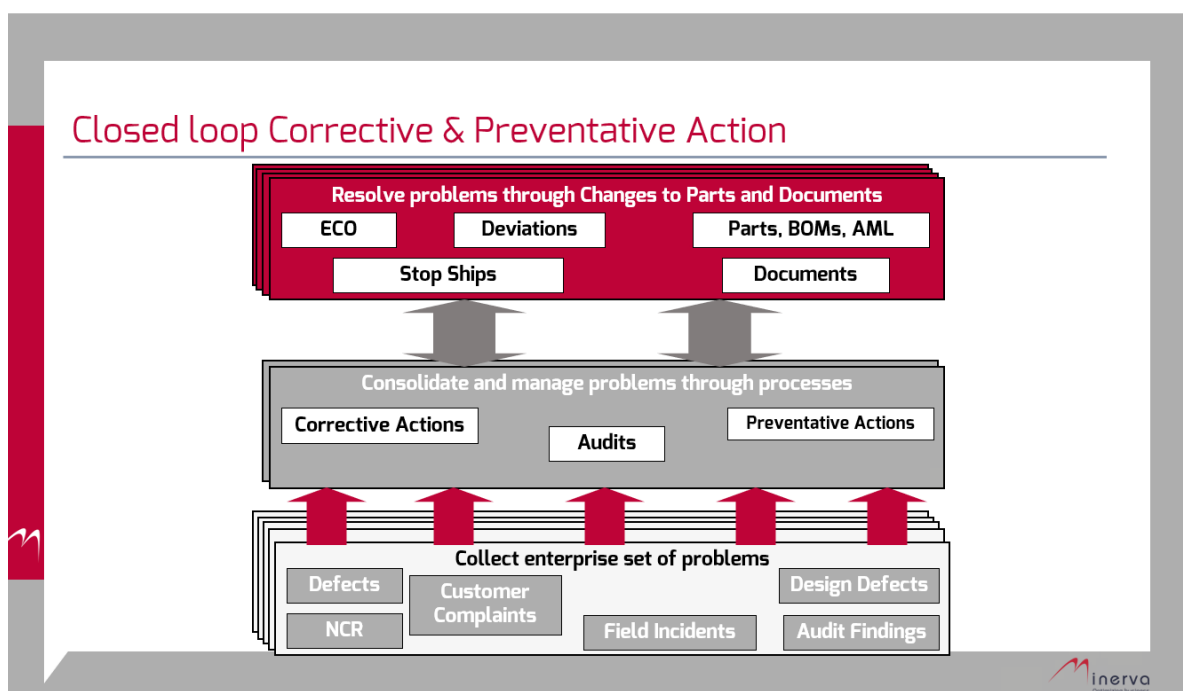 Closed loop Corrective & Preventative Action
Resolve problems through Changes to Parts and Documents
ECO
Deviations
Parts, BOMs, AML
Stop Ships
Documents
Consolidate and manage problems through processes
Corrective Actions
Audits
Preventative Actions
Collect enterprise set of problems
Defects
Customer
Complaints
Design Defects
NCR
Field Incidents
Audit Findings
Minerva